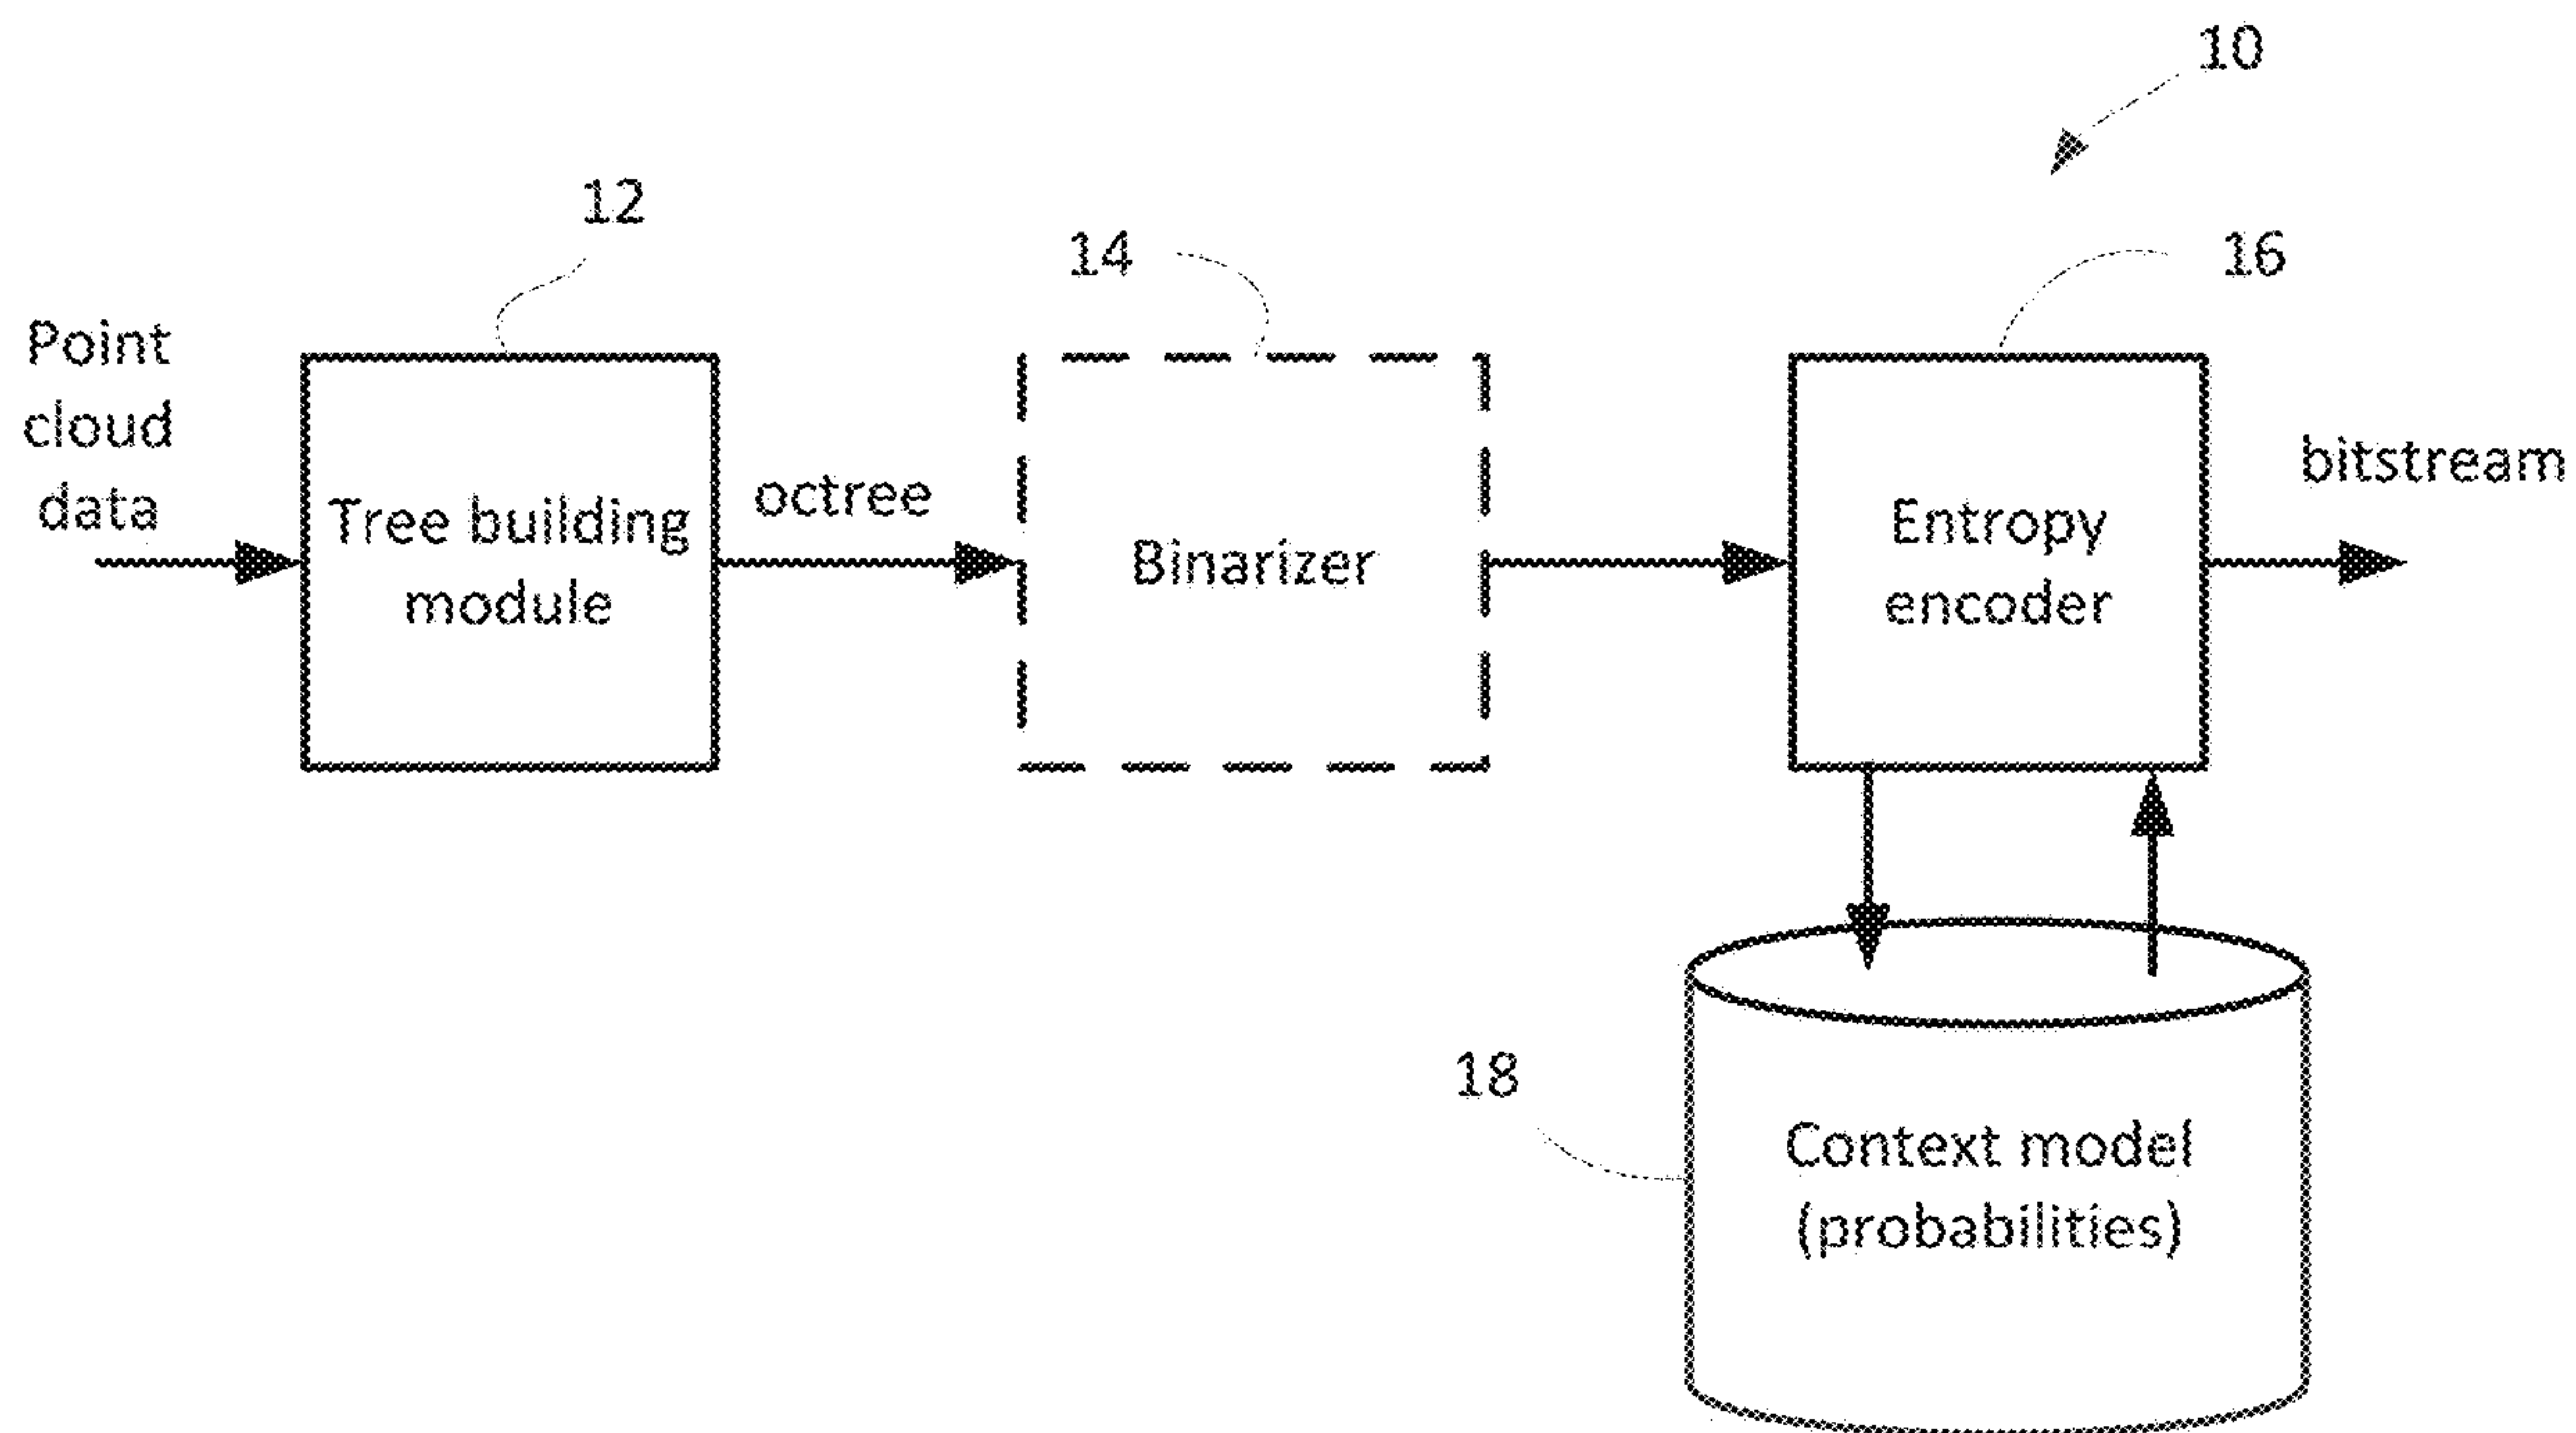 10
12
14
16
Point
cloud
data
Tree building
module
octree
Binarizer
Entropy
encoder
bitstream
18
Context model
(probabilities)